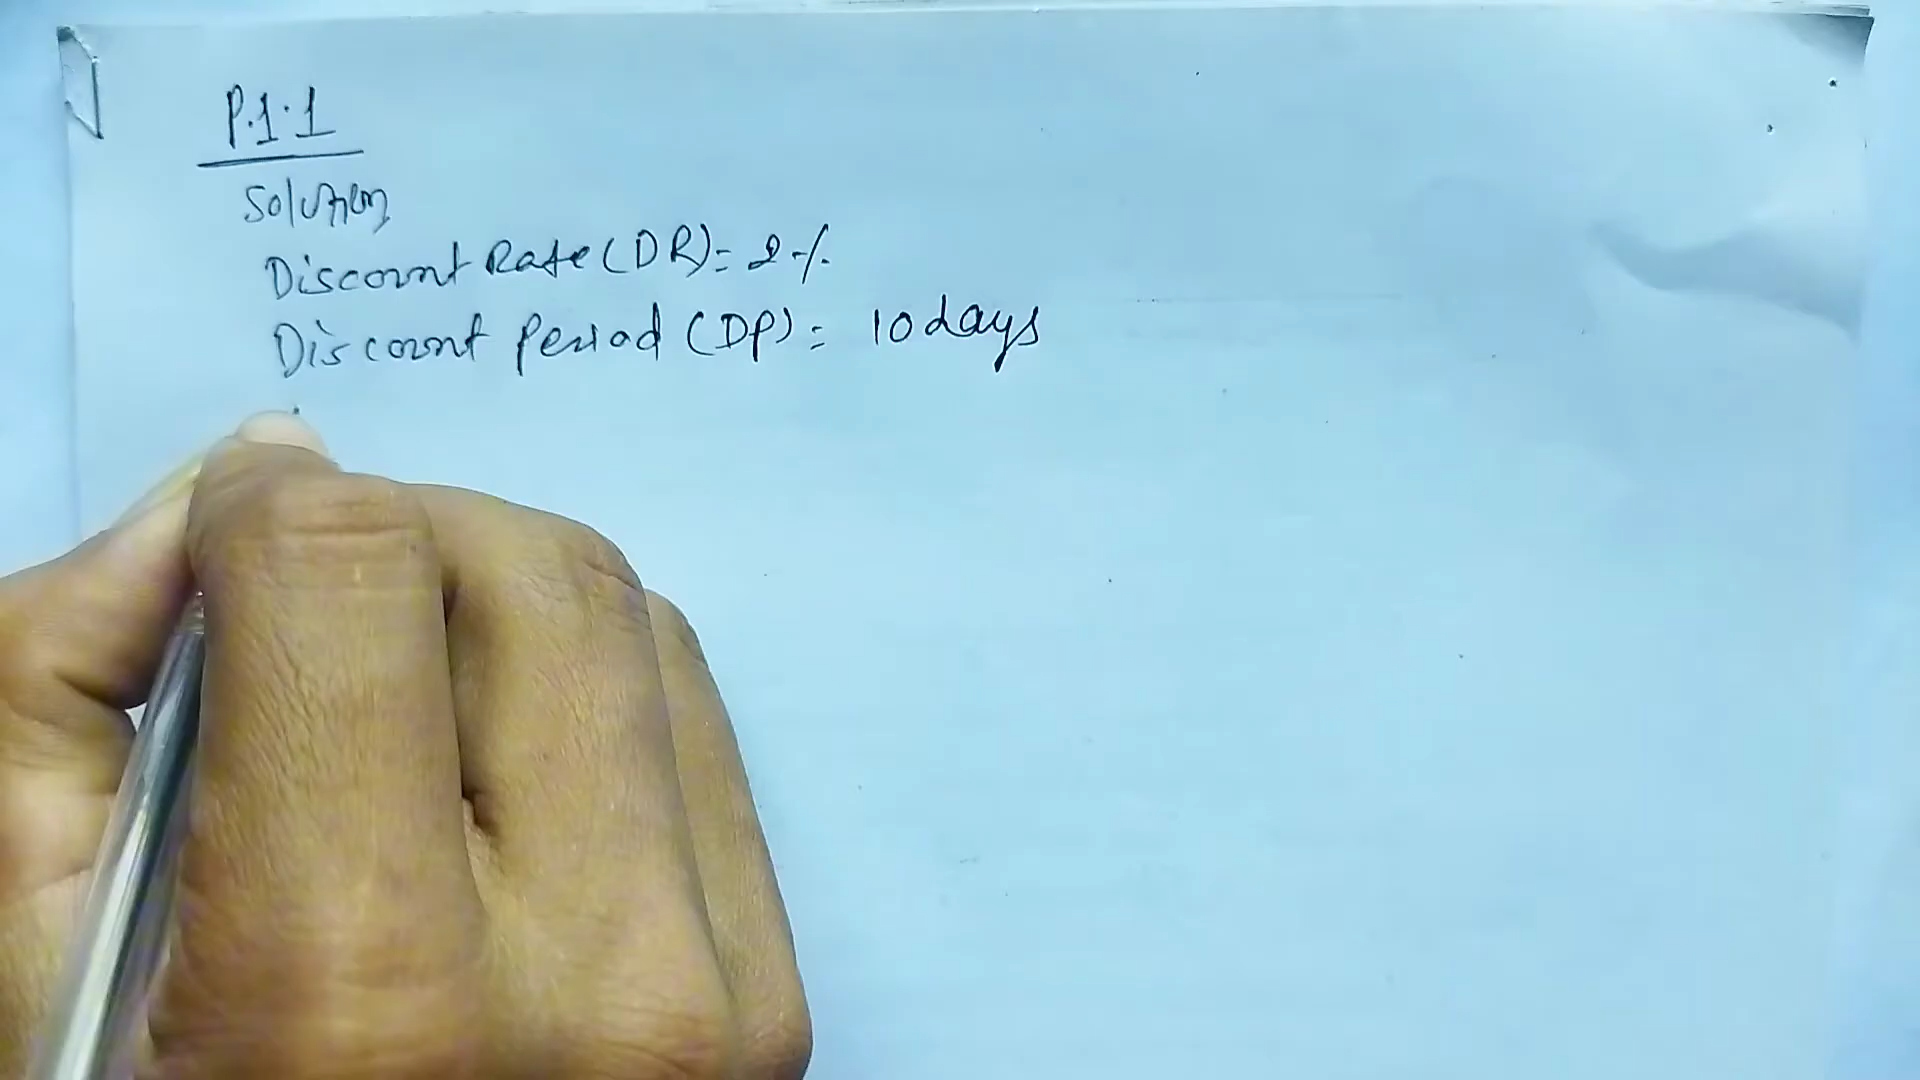 P.1.1
Solution
Discount Rate (DR) = 2%
Discount Period (DP) = 10 days